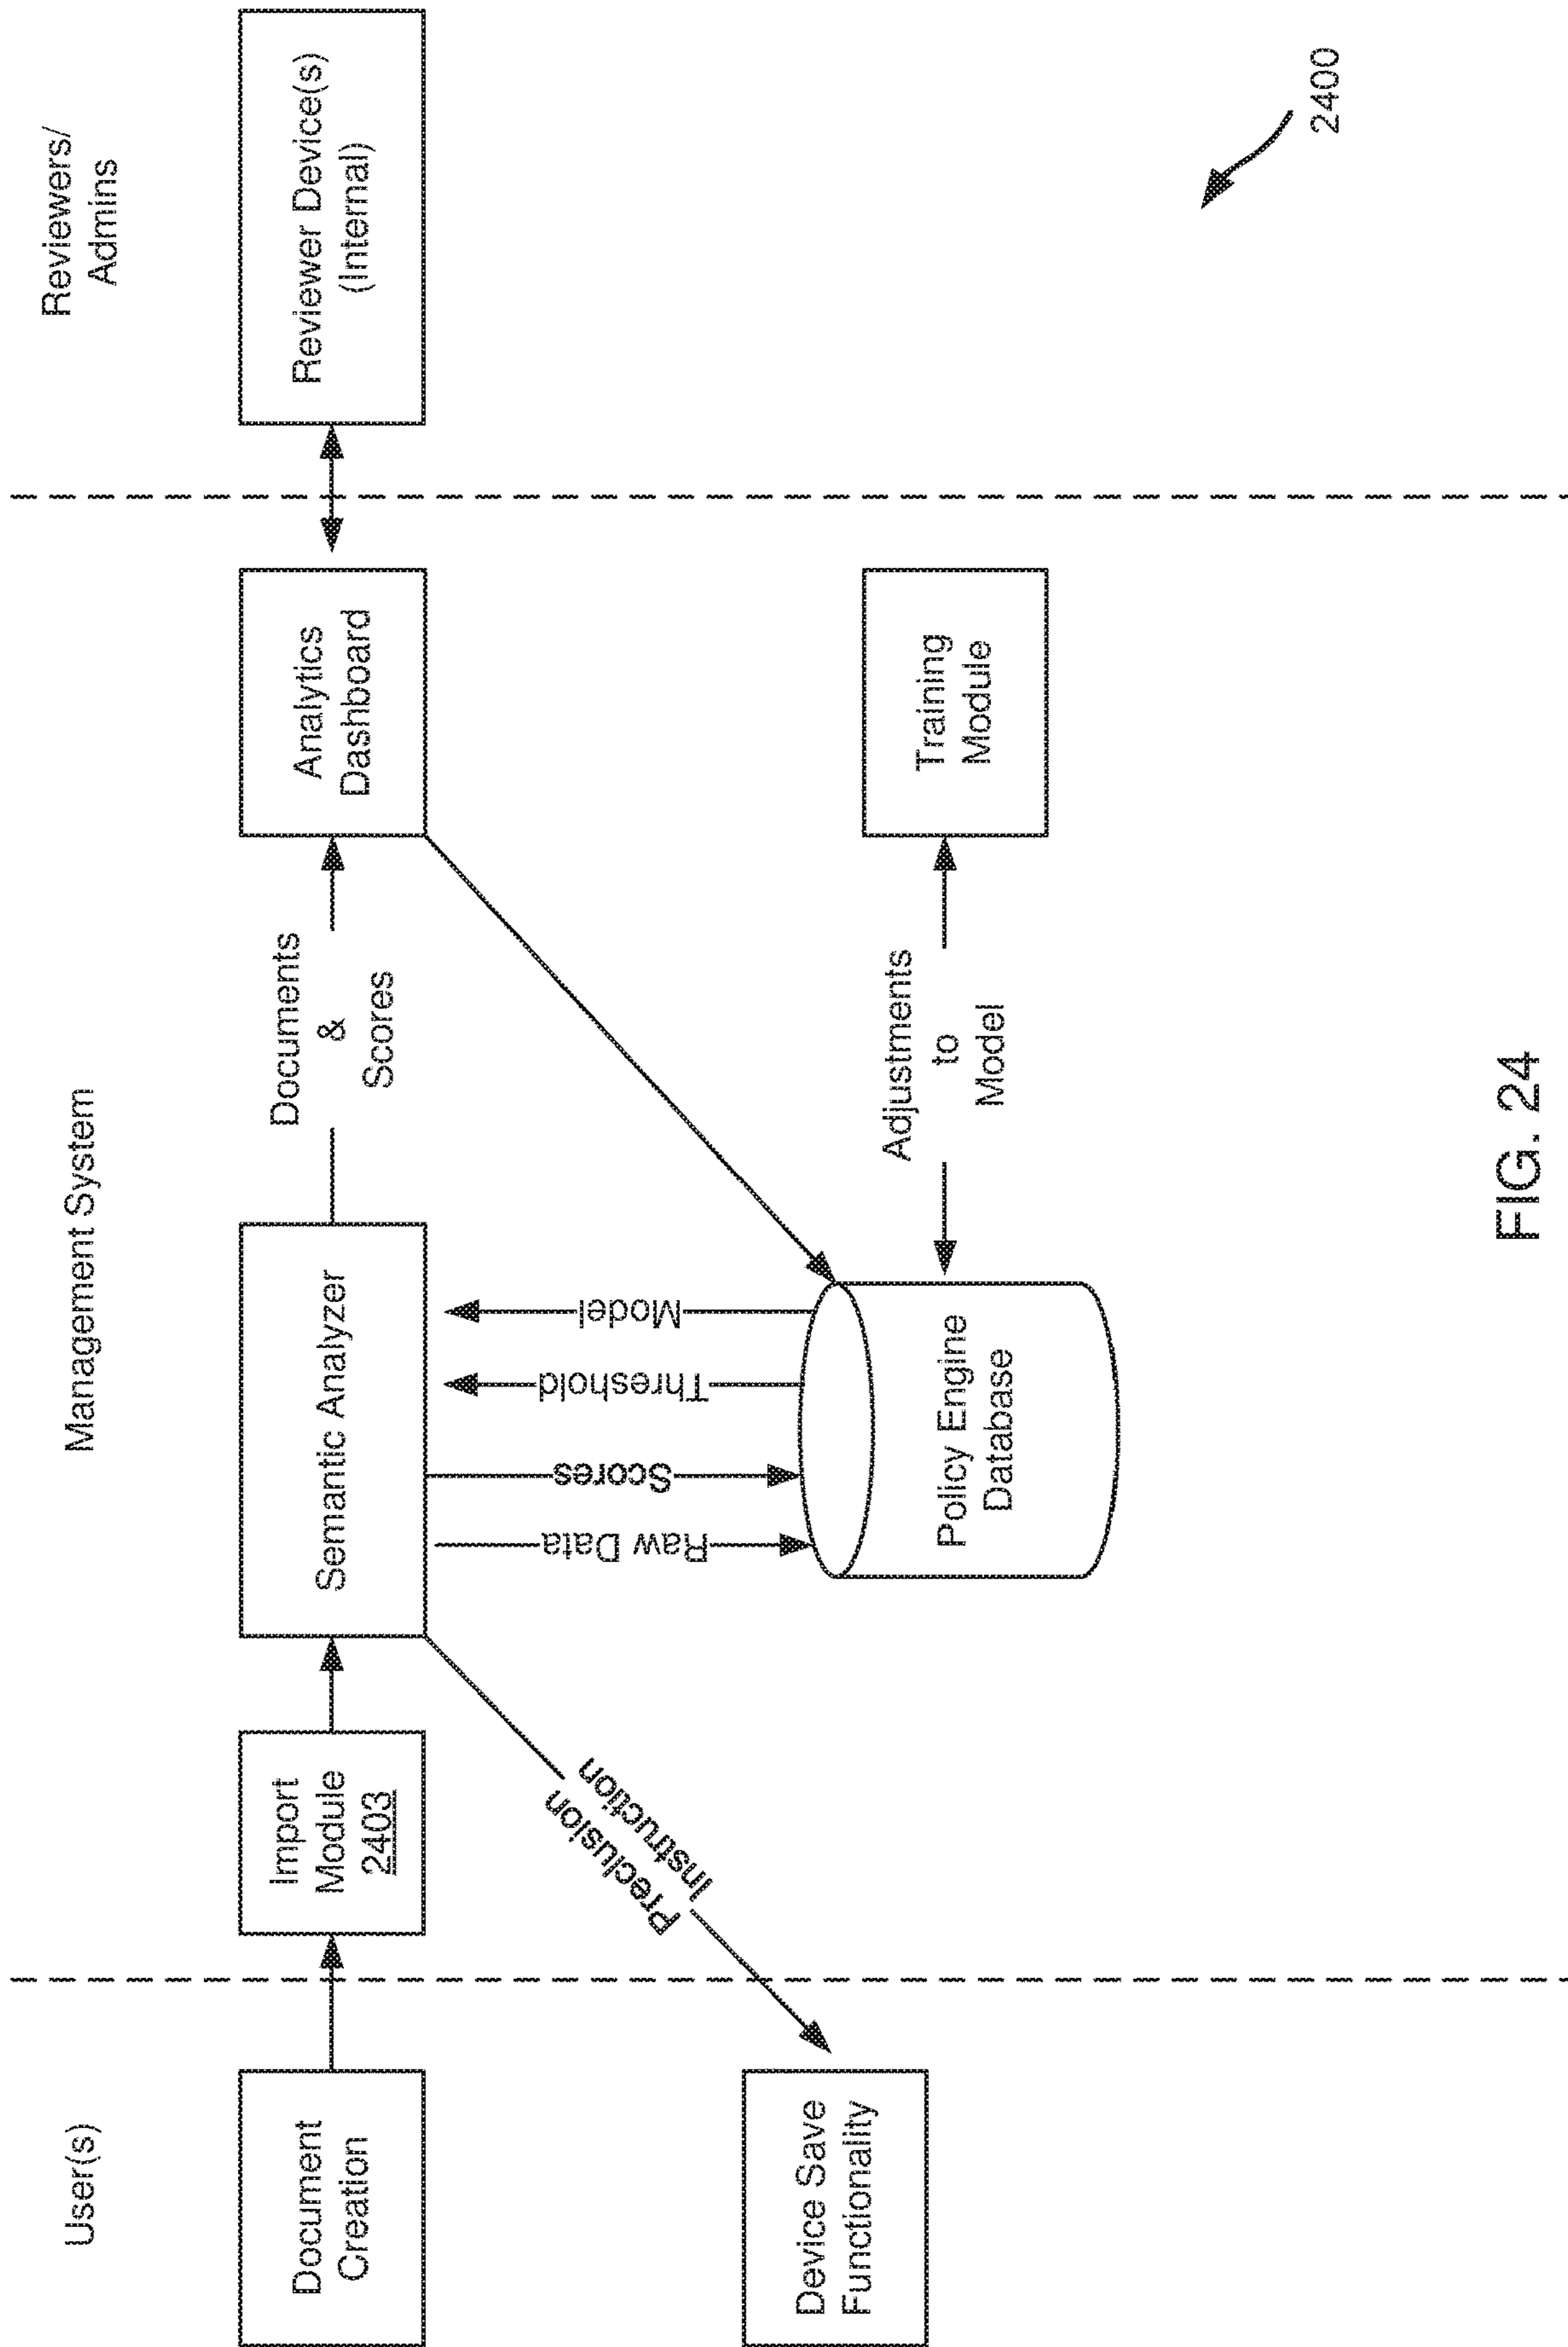 User(s)
Management System
Reviewers/
Admins
Document
Creation
Import
Module
2403
Semantic Analyzer
Documents
&
Scores
Analytics
Dashboard
Reviewer Device(s)
(Internal)
Preclusion
Instruction
Raw Data
Scores
Threshold
Model
Device Save
Functionality
Policy Engine
Database
Adjustments
to
Model
Training
Module
2400
FIG. 24